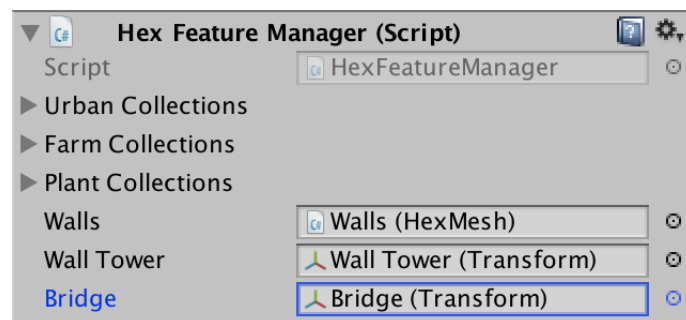 C# Hex Feature Manager (Script)
Script C# HexFeatureManager
Urban Collections
Farm Collections
Plant Collections
Walls C# Walls (HexMesh)
Wall Tower Wall Tower (Transform)
Bridge Bridge (Transform)